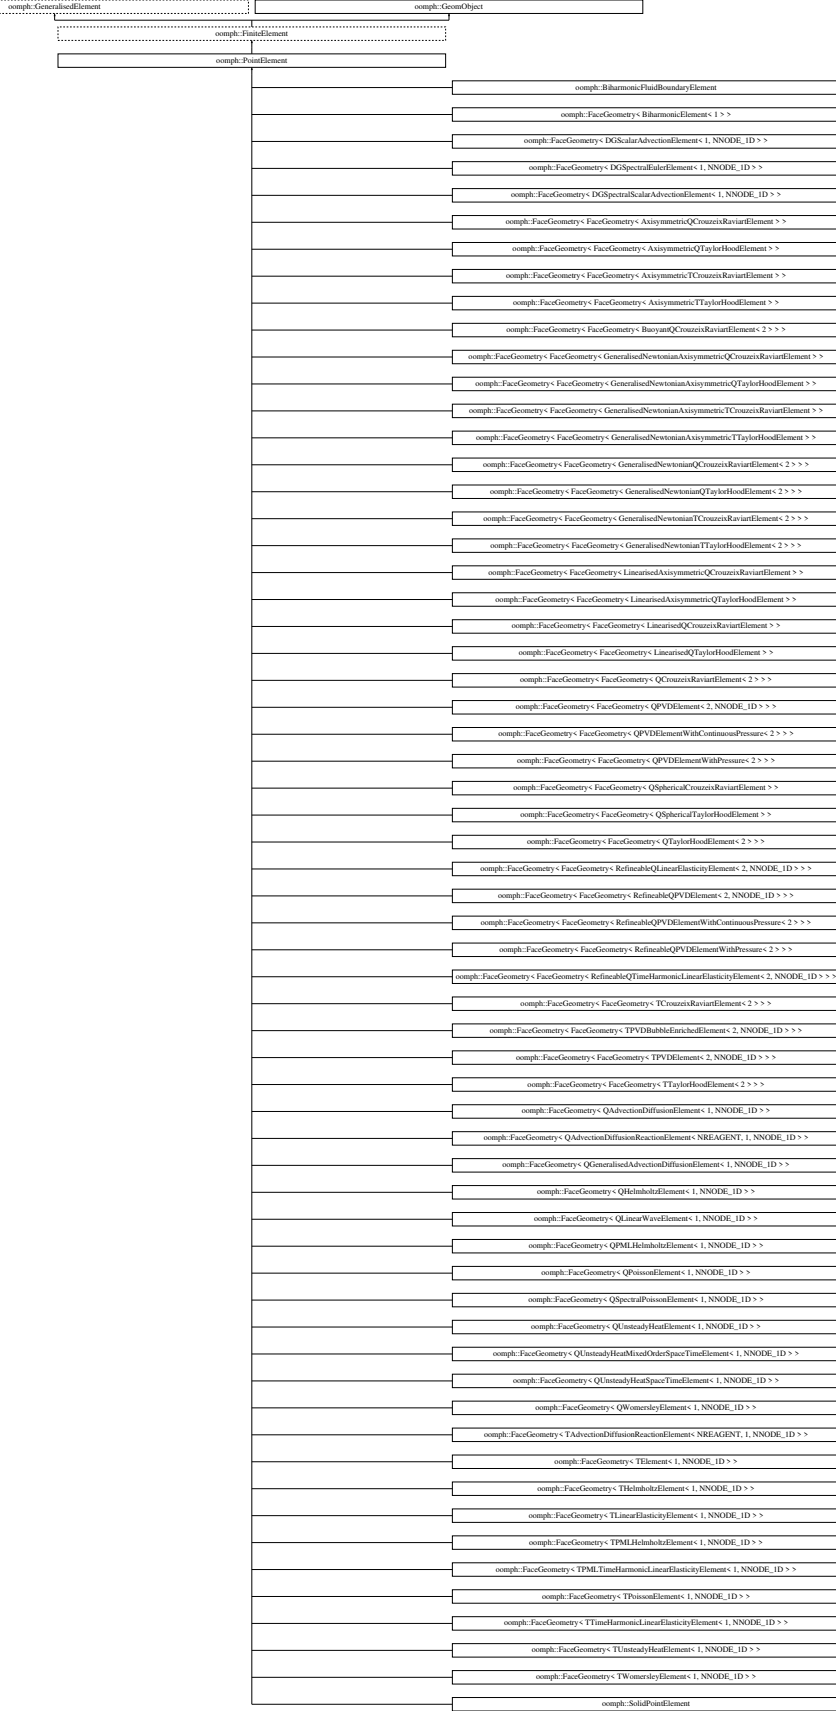 oomph::GeneralisedElement
oomph::GeomObject
oomph::FiniteElement
oomph::PointElement
oomph::BiharmonicFluidBoundaryElement
oomph::FaceGeometry< BiharmonicElement< 1 > >
oomph::FaceGeometry< DGScalarAdvectionElement< 1, NNODE_1D > >
oomph::FaceGeometry< DGSpectralEulerElement< 1, NNODE_1D > >
oomph::FaceGeometry< DGSpectralScalarAdvectionElement< 1, NNODE_1D > >
oomph::FaceGeometry< FaceGeometry< AxisymmetricQCrouzeixRaviartElement > >
oomph::FaceGeometry< FaceGeometry< AxisymmetricQTaylorHoodElement > >
oomph::FaceGeometry< FaceGeometry< AxisymmetricTCrouzeixRaviartElement > >
oomph::FaceGeometry< FaceGeometry< AxisymmetricTTaylorHoodElement > >
oomph::FaceGeometry< FaceGeometry< BuoyantQCrouzeixRaviartElement< 2 > > >
oomph::FaceGeometry< FaceGeometry< GeneralisedNewtonianAxisymmetricQCrouzeixRaviartElement > >
oomph::FaceGeometry< FaceGeometry< GeneralisedNewtonianAxisymmetricQTaylorHoodElement > >
oomph::FaceGeometry< FaceGeometry< GeneralisedNewtonianAxisymmetricTCrouzeixRaviartElement > >
oomph::FaceGeometry< FaceGeometry< GeneralisedNewtonianAxisymmetricTTaylorHoodElement > >
oomph::FaceGeometry< FaceGeometry< GeneralisedNewtonianQCrouzeixRaviartElement< 2 > > >
oomph::FaceGeometry< FaceGeometry< GeneralisedNewtonianQTaylorHoodElement< 2 > > >
oomph::FaceGeometry< FaceGeometry< GeneralisedNewtonianTCrouzeixRaviartElement< 2 > > >
oomph::FaceGeometry< FaceGeometry< GeneralisedNewtonianTTaylorHoodElement< 2 > > >
oomph::FaceGeometry< FaceGeometry< LinearisedAxisymmetricQCrouzeixRaviartElement > >
oomph::FaceGeometry< FaceGeometry< LinearisedAxisymmetricQTaylorHoodElement > >
oomph::FaceGeometry< FaceGeometry< LinearisedQCrouzeixRaviartElement > >
oomph::FaceGeometry< FaceGeometry< LinearisedQTaylorHoodElement > >
oomph::FaceGeometry< FaceGeometry< QCrouzeixRaviartElement< 2 > > >
oomph::FaceGeometry< FaceGeometry< QPVDElement< 2, NNODE_1D > > >
oomph::FaceGeometry< FaceGeometry< QPVDElementWithContinuousPressure< 2 > > >
oomph::FaceGeometry< FaceGeometry< QPVDElementWithPressure< 2 > > >
oomph::FaceGeometry< FaceGeometry< QSphericalCrouzeixRaviartElement > >
oomph::FaceGeometry< FaceGeometry< QSphericalTaylorHoodElement > >
oomph::FaceGeometry< FaceGeometry< QTaylorHoodElement< 2 > > >
oomph::FaceGeometry< FaceGeometry< RefineableQLinearElasticityElement< 2, NNODE_1D > > >
oomph::FaceGeometry< FaceGeometry< RefineableQPVDElement< 2, NNODE_1D > > >
oomph::FaceGeometry< FaceGeometry< RefineableQPVDElementWithContinuousPressure< 2 > > >
oomph::FaceGeometry< FaceGeometry< RefineableQPVDElementWithPressure< 2 > > >
oomph::FaceGeometry< FaceGeometry< RefineableQTimeHarmonicLinearElasticityElement< 2, NNODE_1D > > >
oomph::FaceGeometry< FaceGeometry< TCrouzeixRaviartElement< 2 > > >
oomph::FaceGeometry< FaceGeometry< TPVDBubbleEnrichedElement< 2, NNODE_1D > > >
oomph::FaceGeometry< FaceGeometry< TPVDElement< 2, NNODE_1D > > >
oomph::FaceGeometry< FaceGeometry< TTaylorHoodElement< 2 > > >
oomph::FaceGeometry< QAdvectionDiffusionElement< 1, NNODE_1D > >
oomph::FaceGeometry< QAdvectionDiffusionReactionElement< NREAGENT, 1, NNODE_1D > >
oomph::FaceGeometry< QGeneralisedAdvectionDiffusionElement< 1, NNODE_1D > >
oomph::FaceGeometry< QHelmholtzElement< 1, NNODE_1D > >
oomph::FaceGeometry< QLinearWaveElement< 1, NNODE_1D > >
oomph::FaceGeometry< QPMLHelmholtzElement< 1, NNODE_1D > >
oomph::FaceGeometry< QPoissonElement< 1, NNODE_1D > >
oomph::FaceGeometry< QSpectralPoissonElement< 1, NNODE_1D > >
oomph::FaceGeometry< QUnsteadyHeatElement< 1, NNODE_1D > >
oomph::FaceGeometry< QUnsteadyHeatMixedOrderSpaceTimeElement< 1, NNODE_1D > >
oomph::FaceGeometry< QUnsteadyHeatSpaceTimeElement< 1, NNODE_1D > >
oomph::FaceGeometry< QWomersleyElement< 1, NNODE_1D > >
oomph::FaceGeometry< TAdvectionDiffusionReactionElement< NREAGENT, 1, NNODE_1D > >
oomph::FaceGeometry< TElement< 1, NNODE_1D > >
oomph::FaceGeometry< THelmholtzElement< 1, NNODE_1D > >
oomph::FaceGeometry< TLinearElasticityElement< 1, NNODE_1D > >
oomph::FaceGeometry< TPMLHelmholtzElement< 1, NNODE_1D > >
oomph::FaceGeometry< TPMLTimeHarmonicLinearElasticityElement< 1, NNODE_1D > >
oomph::FaceGeometry< TPoissonElement< 1, NNODE_1D > >
oomph::FaceGeometry< TTimeHarmonicLinearElasticityElement< 1, NNODE_1D > >
oomph::FaceGeometry< TUnsteadyHeatElement< 1, NNODE_1D > >
oomph::FaceGeometry< TWomersleyElement< 1, NNODE_1D > >
oomph::SolidPointElement